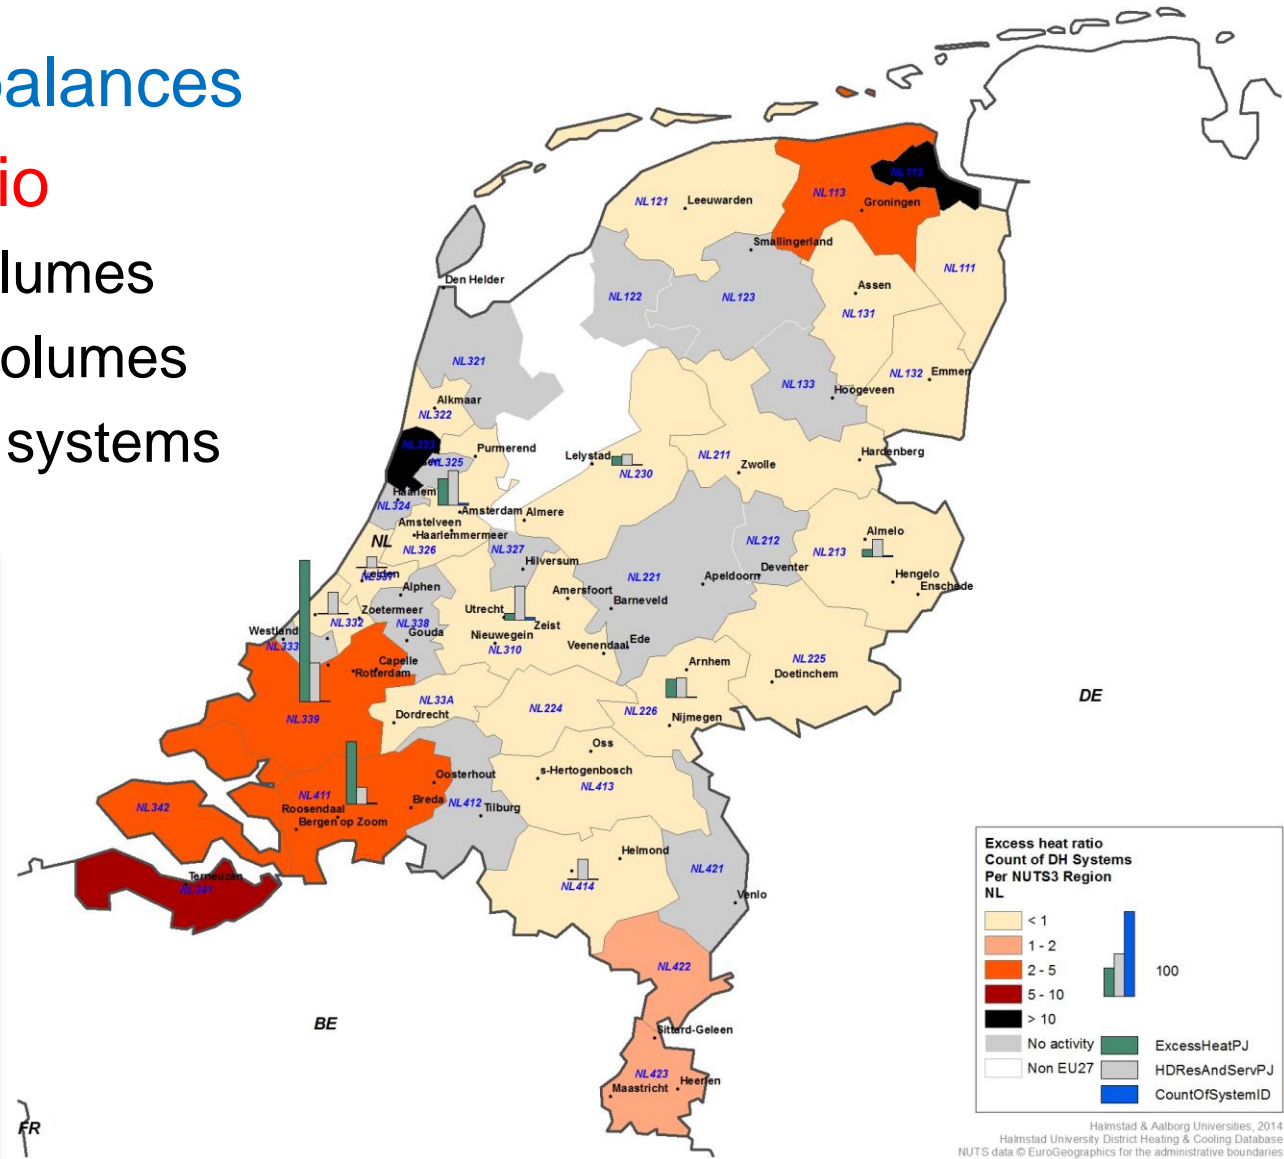 balances
io
lumes
olumes
systems
NL112
NL113
Groningen
NL121
Leeuwarden
Smallingerland
NL111
Den Helder
NL122
NL123
Assen
NL131
NL321
NL132
Emmen
NL133
Hoogeveen
Alkmaar
NL322
NL323
Purmerend
NL325
Lelystad
NL230
NL211
Zwolle
Hardenberg
Haarlem
NL324
Amsterdam
Almere
Amstelveen
Haarlemmermeer
NL
NL326
NL327
Hilversum
NL212
NL213
Almelo
Leiden
NL337
Alphen
Amersfoort
NL221
Apeldoorn
Deventer
Hengelo
Enschede
Barneveld
Zoetermeer
NL332
NL338
Utrecht
Zeist
Westland
NL333
Gouda
Nieuwegein
NL310
Veenendaal
Ede
Capelle
Rotterdam
Arnhem
NL225
Doetinchem
DE
NL339
NL33A
Dordrecht
NL224
NL226
Nijmegen
Oss
s-Hertogenbosch
NL413
Oosterhout
NL342
NL411
Roosendaal
Breda
NL412
Tilburg
Bergen op Zoom
Helmond
NL414
NL421
Venlo
Terneuzen
NL341
NL422
BE
Sittard-Geleen
NL423
Heerlen
Maastricht
FR
Excess heat ratio
Count of DH Systems
Per NUTS3 Region
NL
< 1
1 - 2
2 - 5
100
5 - 10
> 10
No activity
ExcessHeatPJ
Non EU27
HDResAndServPJ
CountOfSystemID
Halmstad & Aalborg Universities, 2014
Halmstad University District Heating & Cooling Database
NUTS data © EuroGeographics for the administrative boundaries